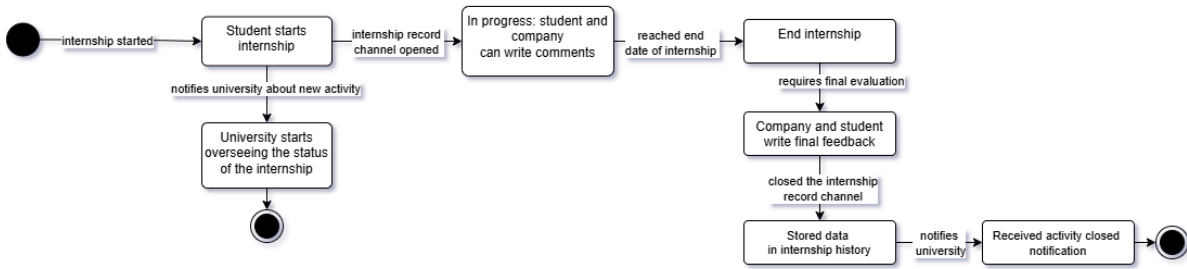 internship started
Student starts
internship
internship record
channel opened
In progress: student and
company
can write comments
reached end
date of internship
End internship
notifies university about new activity
requires final evaluation
University starts
overseeing the status
of the internship
Company and student
write final feedback
closed the internship
record channel
Stored data
in internship history
notifies
university
Received activity closed
notification